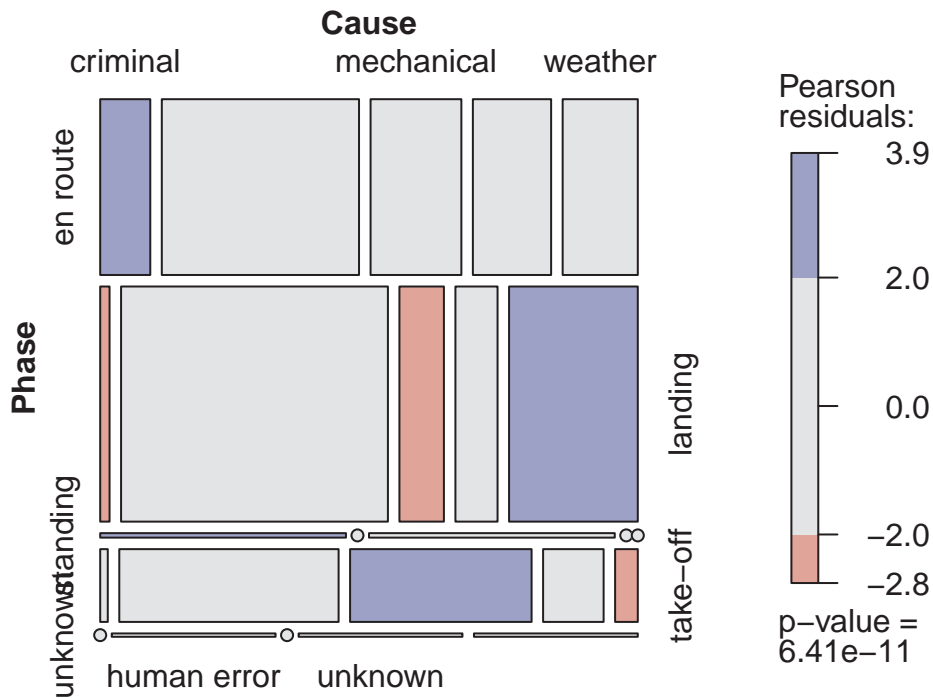 Cause
criminal mechanical weather
Pearson
residuals:
3.9
2.0
0.0
−2.0
−2.8
p−value =
6.41e−11
Phase
en route
landing
standing
take−off
unknown
human error unknown